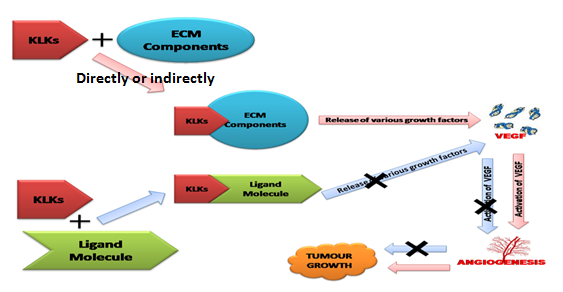 KLKs
+
ECM
Components
Directly or indirectly
KLKs
ECM
Components
Release of various growth factors
VEGF
KLKs
+
Ligand
Molecule
KLKs
Ligand
Molecule
Release of various growth factors
Activation of VEGF
Activation of VEGF
TUMOUR
GROWTH
ANGIOGENESIS